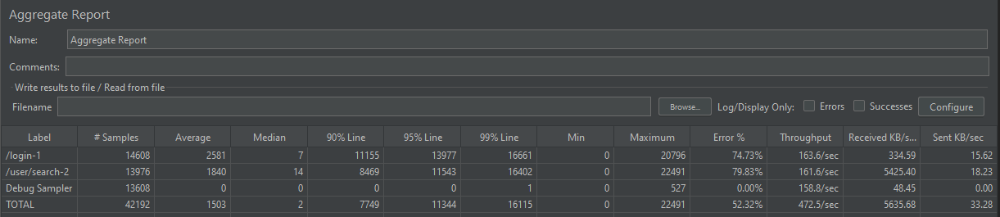 Aggregate Report
Name: Aggregate Report
Comments:
Write results to file / Read from file
Filename Browse... Log/Display Only: Errors Successes Configure
Label # Samples Average Median 90% Line 95% Line 99% Line Min Maximum Error % Throughput Received KB/s... Sent KB/sec
/login-1 14608 2581 7 11155 13977 16661 0 20796 74.73% 163.6/sec 334.59 15.62
/user/search-2 13976 1840 14 8469 11543 16402 0 22491 79.83% 161.6/sec 5425.40 18.23
Debug Sampler 13608 0 0 0 0 1 0 527 0.00% 158.8/sec 48.45 0.00
TOTAL 42192 1503 2 7749 11344 16115 0 22491 52.32% 472.5/sec 5635.68 33.28